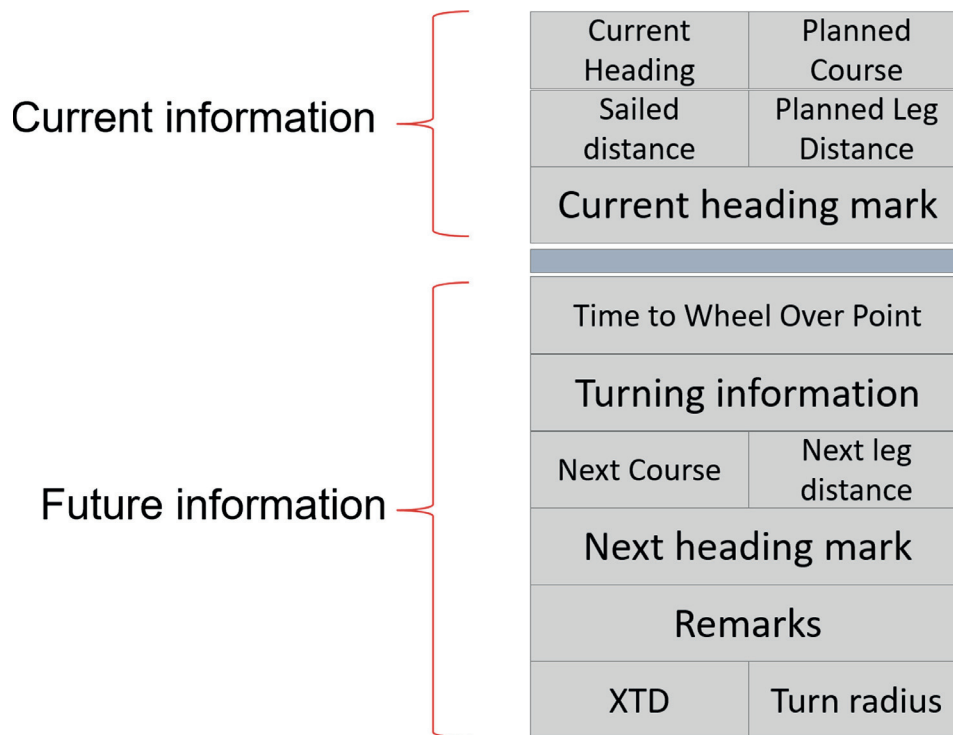 Current information
Current
Heading
Planned
Course
Sailed
distance
Planned Leg
Distance
Current heading mark
Future information
Time to Wheel Over Point
Turning information
Next Course
Next leg
distance
Next heading mark
Remarks
XTD
Turn radius